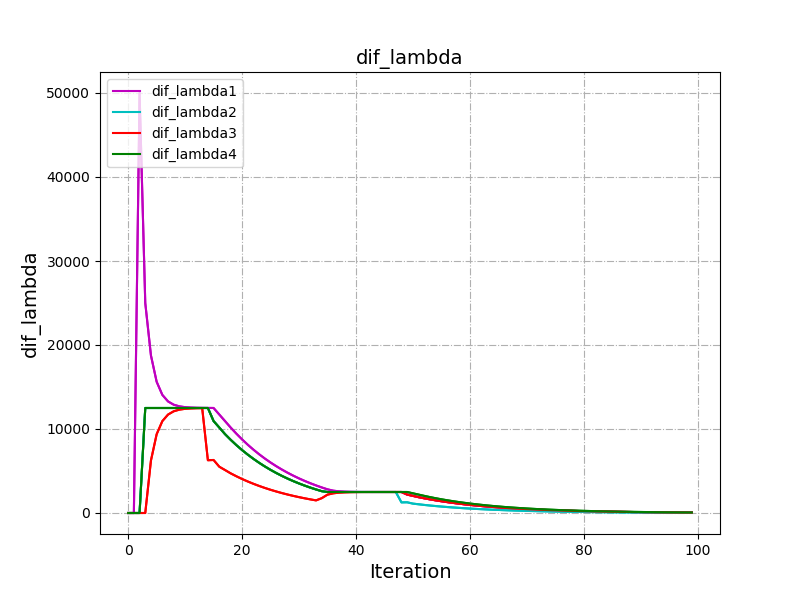 dif_lambda
dif_lambda1
dif_lambda2
dif_lambda3
dif_lambda4
dif_lambda
50000
40000
30000
20000
10000
0
0 20 40 60 80 100
Iteration